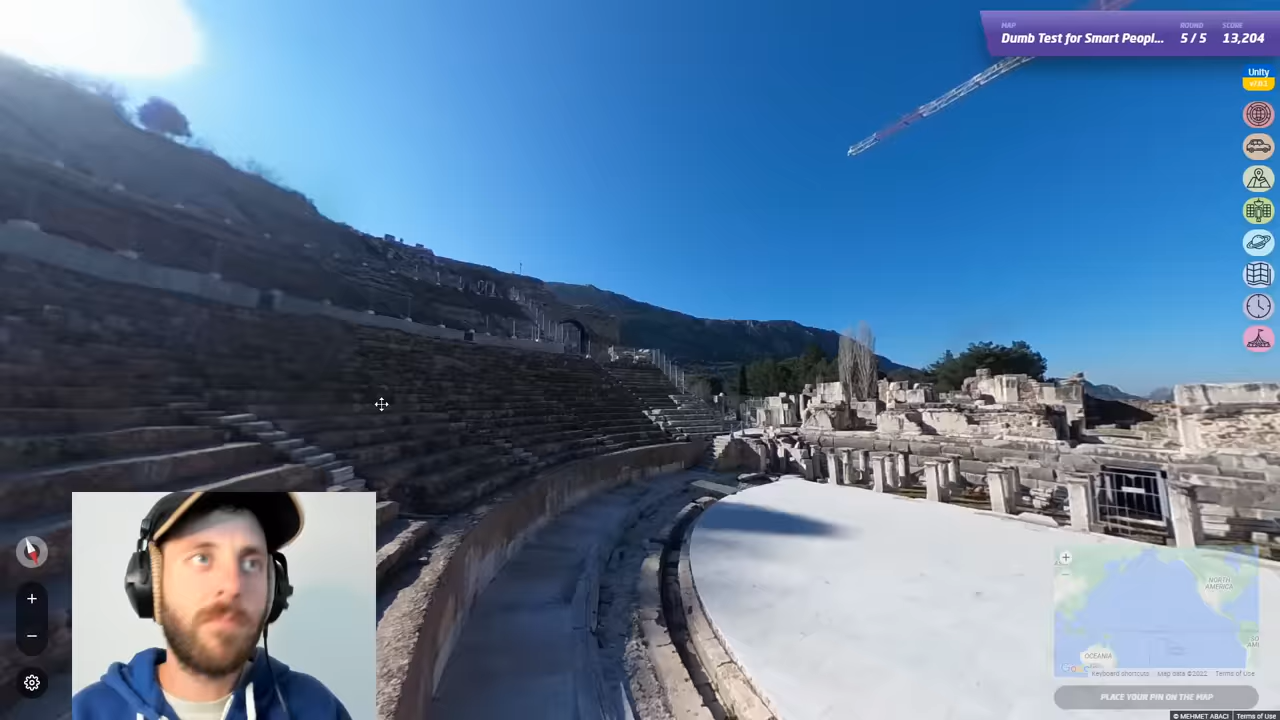 MAP
Dumb Test for Smart Peopl...
ROUND
5 / 5
SCORE
13,204
Unity
NORTH
AMERICA
OCEANIA
Keyboard shortcuts
Map data ©2022
Terms of Use
PLACE YOUR PIN ON THE MAP
© MEHMET ABACI
Terms of Use